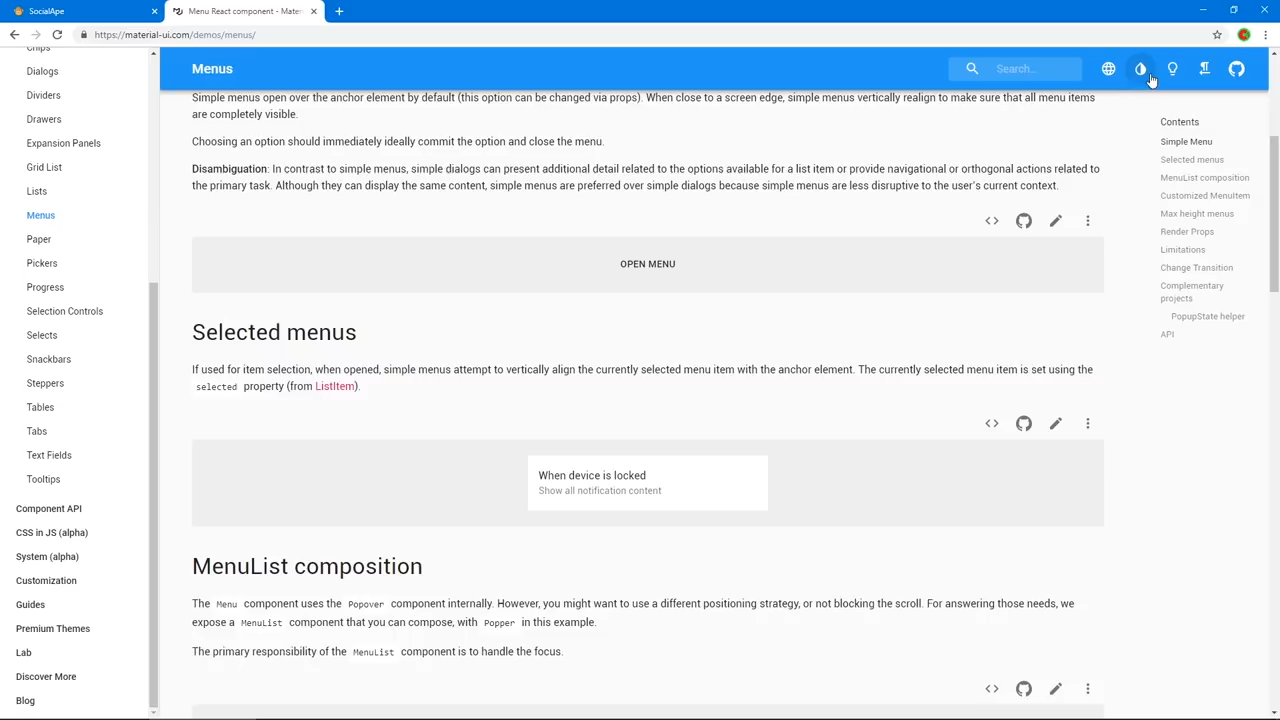 SocialApe
Menu React component - Mater
https://material-ui.com/demos/menus/
Chips
Dialogs
Dividers
Drawers
Expansion Panels
Grid List
Lists
Menus
Paper
Pickers
Progress
Selection Controls
Selects
Snackbars
Steppers
Tables
Tabs
Text Fields
Tooltips
Component API
CSS in JS (alpha)
System (alpha)
Customization
Guides
Premium Themes
Lab
Discover More
Blog
Menus
Search...
Simple menus open over the anchor element by default (this option can be changed via props). When close to a screen edge, simple menus vertically realign to make sure that all menu items
are completely visible.
Choosing an option should immediately ideally commit the option and close the menu.
Disambiguation: In contrast to simple menus, simple dialogs can present additional detail related to the options available for a list item or provide navigational or orthogonal actions related to
the primary task. Although they can display the same content, simple menus are preferred over simple dialogs because simple menus are less disruptive to the user's current context.
OPEN MENU
Selected menus
If used for item selection, when opened, simple menus attempt to vertically align the currently selected menu item with the anchor element. The currently selected menu item is set using the
selected property (from ListItem).
When device is locked
Show all notification content
MenuList composition
The Menu component uses the Popover component internally. However, you might want to use a different positioning strategy, or not blocking the scroll. For answering those needs, we
expose a MenuList component that you can compose, with Popper in this example.
The primary responsibility of the MenuList component is to handle the focus.
Contents
Simple Menu
Selected menus
MenuList composition
Customized MenuItem
Max height menus
Render Props
Limitations
Change Transition
Complementary
projects
PopupState helper
API